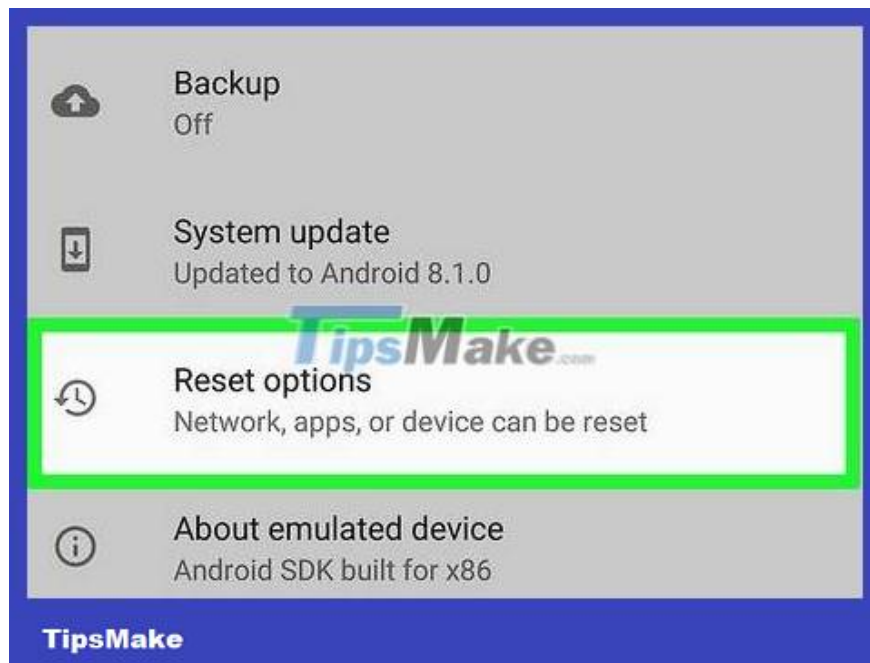 Backup
Off
System update
Updated to Android 8.1.0
TipsMake.com
Reset options
Network, apps, or device can be reset
About emulated device
Android SDK built for x86
TipsMake